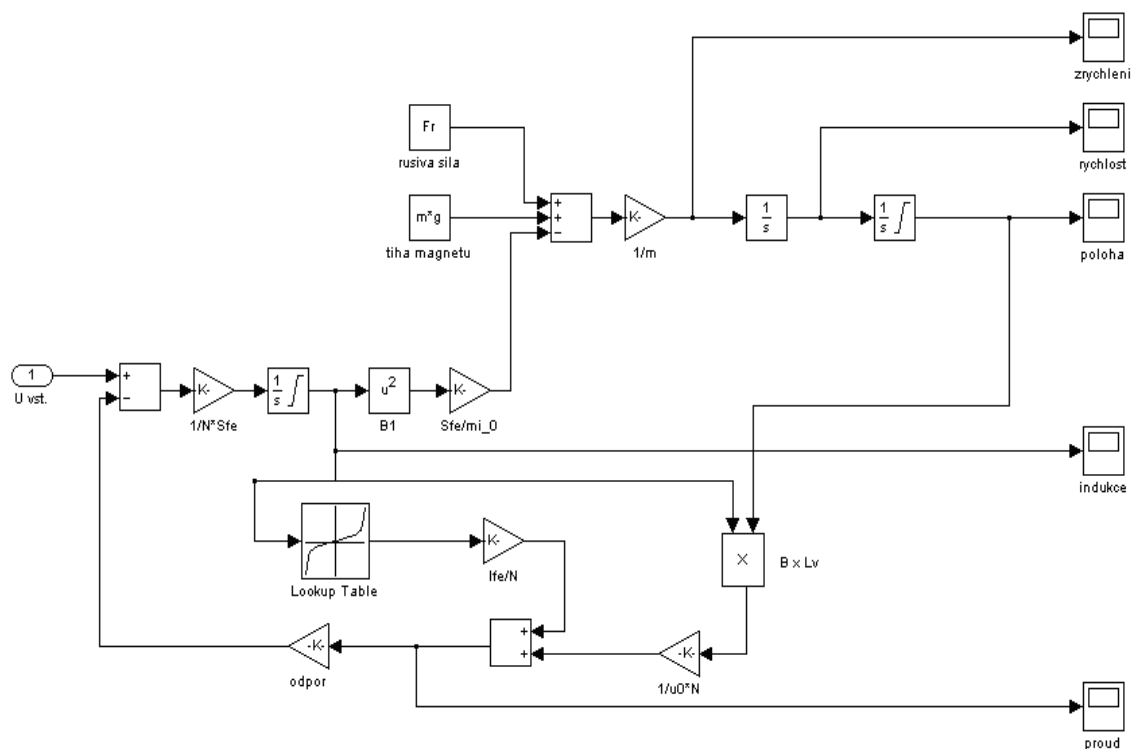 zrychleni
Fr
rusiva sila
rychlost
+
+
−
K-
1
s
1
s
m*g
tiha magnetu
1/m
poloha
1
U vst.
+
−
K-
1/N*Sfe
1
s
u²
B1
K-
Sfe/mi_0
indukce
Lookup Table
K-
lfe/N
X
B x Lv
+
+
-K-
odpor
-K-
1/u0*N
proud